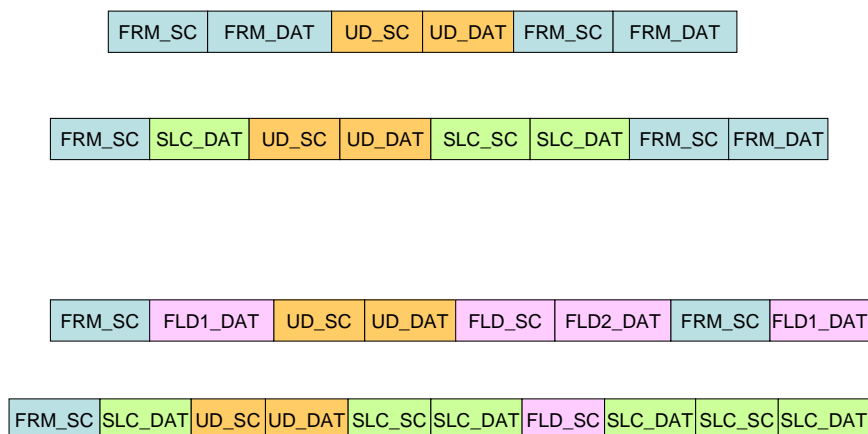 FRM_SC FRM_DAT UD_SC UD_DAT FRM_SC FRM_DAT
FRM_SC SLC_DAT UD_SC UD_DAT SLC_SC SLC_DAT FRM_SC FRM_DAT
FRM_SC FLD1_DAT UD_SC UD_DAT FLD_SC FLD2_DAT FRM_SC FLD1_DAT
FRM_SC SLC_DAT UD_SC UD_DAT SLC_SC SLC_DAT FLD_SC SLC_DAT SLC_SC SLC_DAT